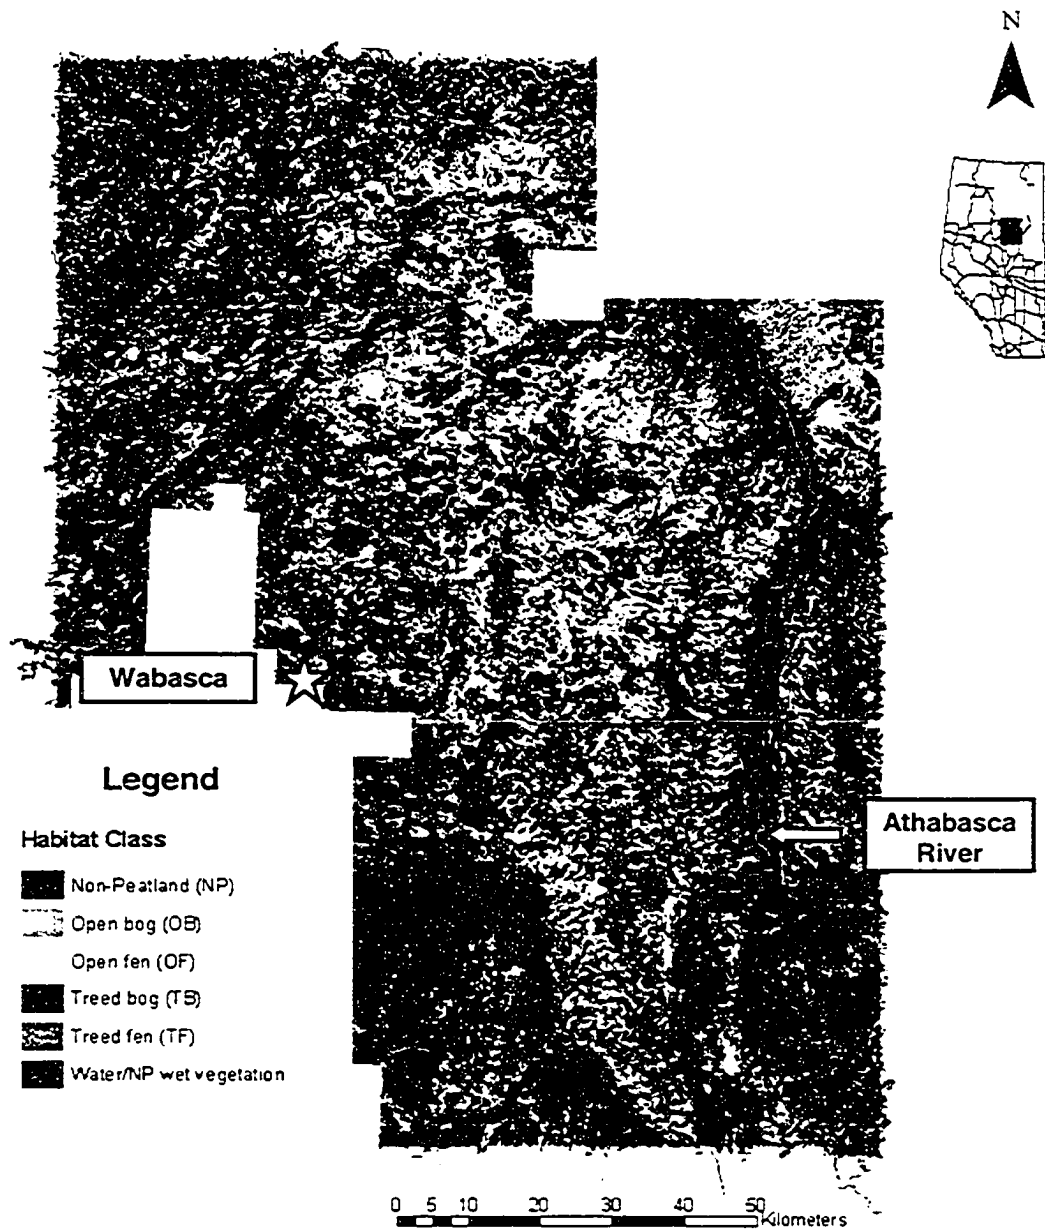 N
Wabasca
Legend
Habitat Class
Non-Peatland (NP)
Open bog (OB)
Open fen (OF)
Treed bog (TB)
Treed fen (TF)
Water/NP wet vegetation
Athabasca
River
0 5 10 20 30 40 50
Kilometers